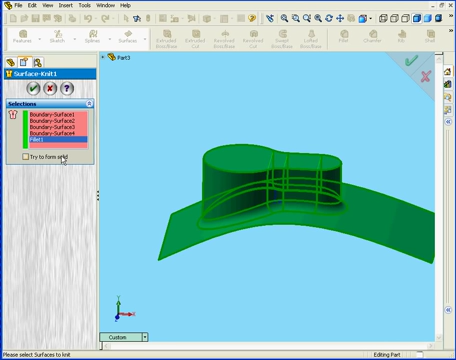 File Edit View Insert Tools Window Help
Features
Sketch
Splines
Surfaces
Extruded Boss/Base
Extruded Cut
Revolved Boss/Base
Revolved Cut
Swept Boss/Base
Lofted Boss/Base
Fillet
Chamfer
Rib
Shell
Part3
Surface-Knit1
Selections
Boundary-Surface1
Boundary-Surface2
Boundary-Surface3
Boundary-Surface4
Fillet1
Try to form solid
Y
X
Custom
Please select Surfaces to knit
Editing Part